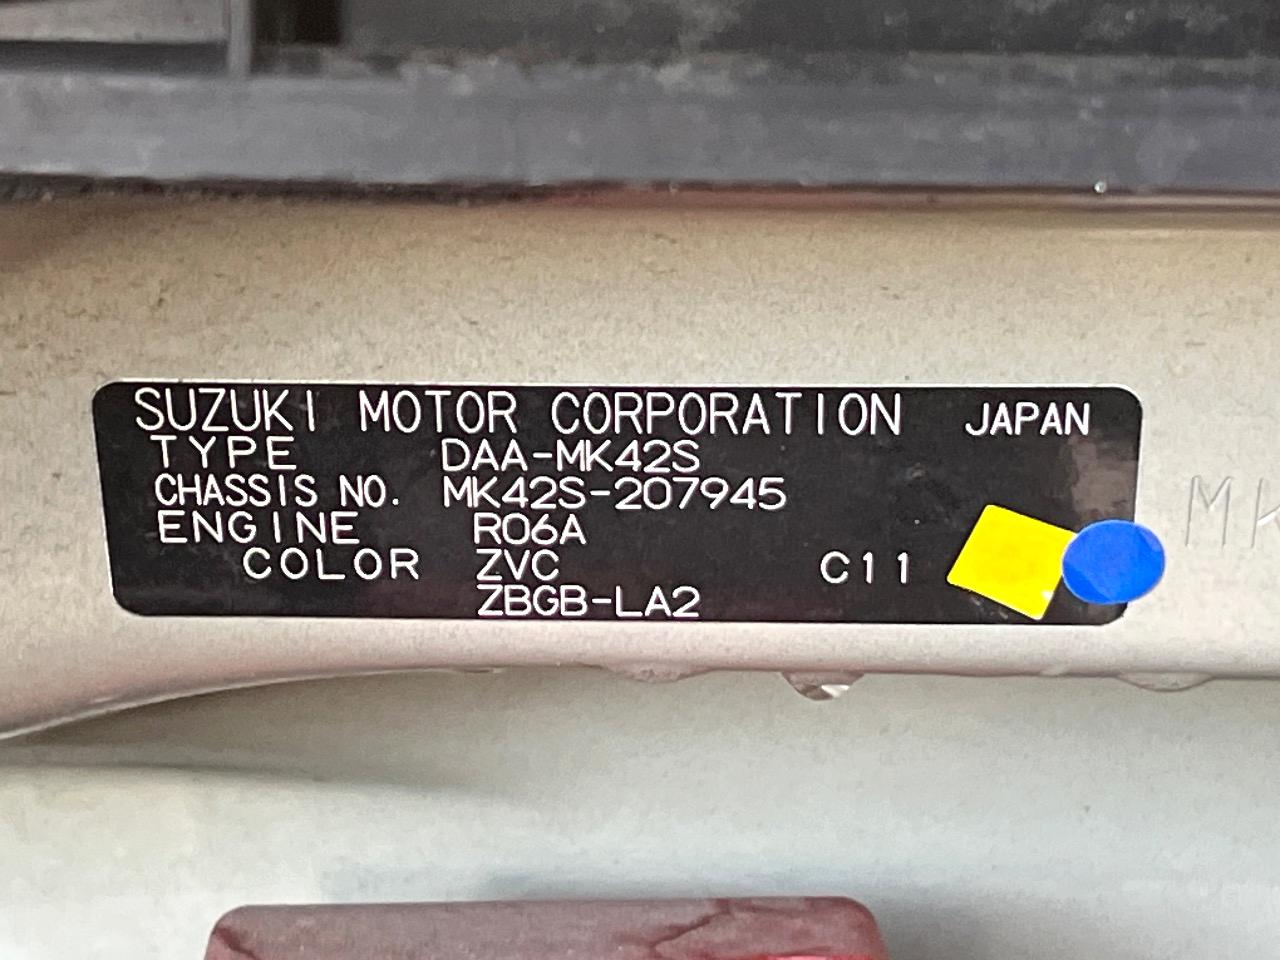 SUZUKI MOTOR CORPORATION JAPAN
TYPE DAA-MK42S
CHASSIS NO. MK42S-207945
ENGINE R06A
COLOR ZVC C11
ZBGB-LA2